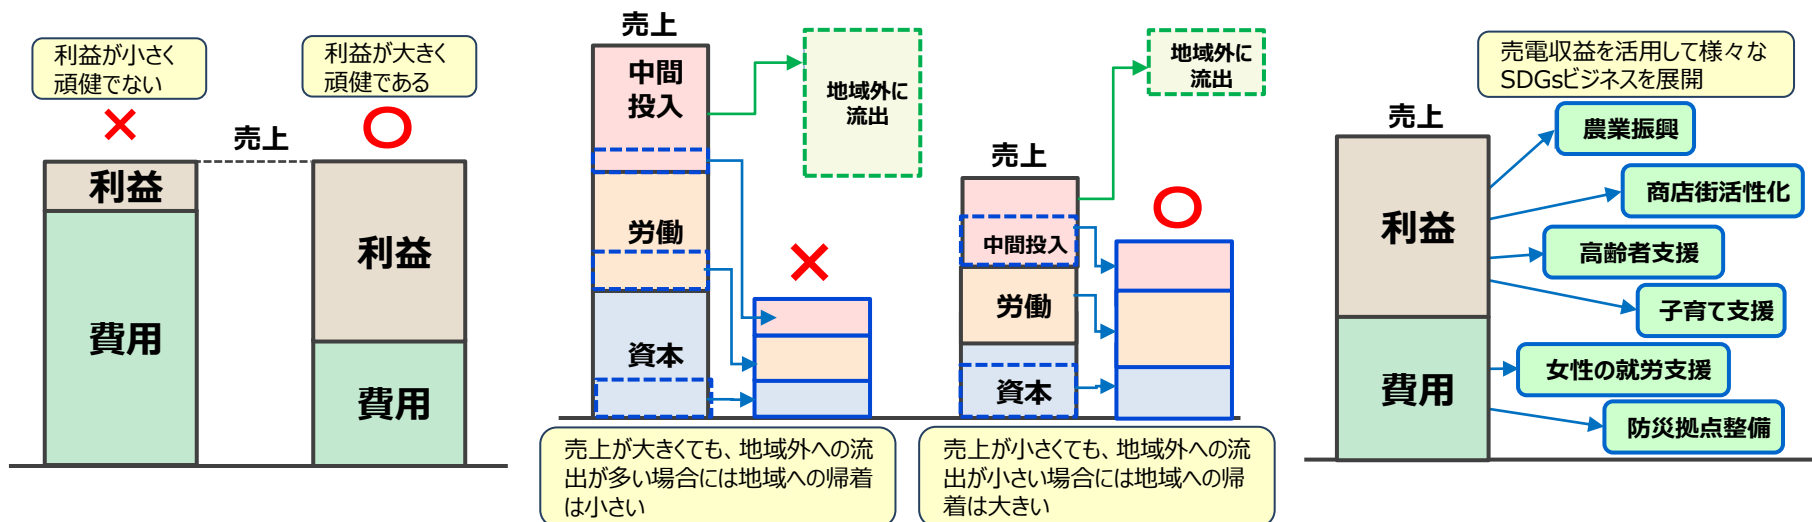 利益が小さく
頑健でない
利益が大きく
頑健である
売上
利益
費用
利益
費用
売上
中間
投入
労働
資本
地域外に
流出
売上が大きくても、地域外への流
出が多い場合には地域への帰着
は小さい
売上
中間投入
労働
資本
地域外に
流出
売上が小さくても、地域外への流
出が小さい場合には地域への帰
着は大きい
売電収益を活用して様々な
SDGsビジネスを展開
売上
利益
費用
農業振興
商店街活性化
高齢者支援
子育て支援
女性の就労支援
防災拠点整備